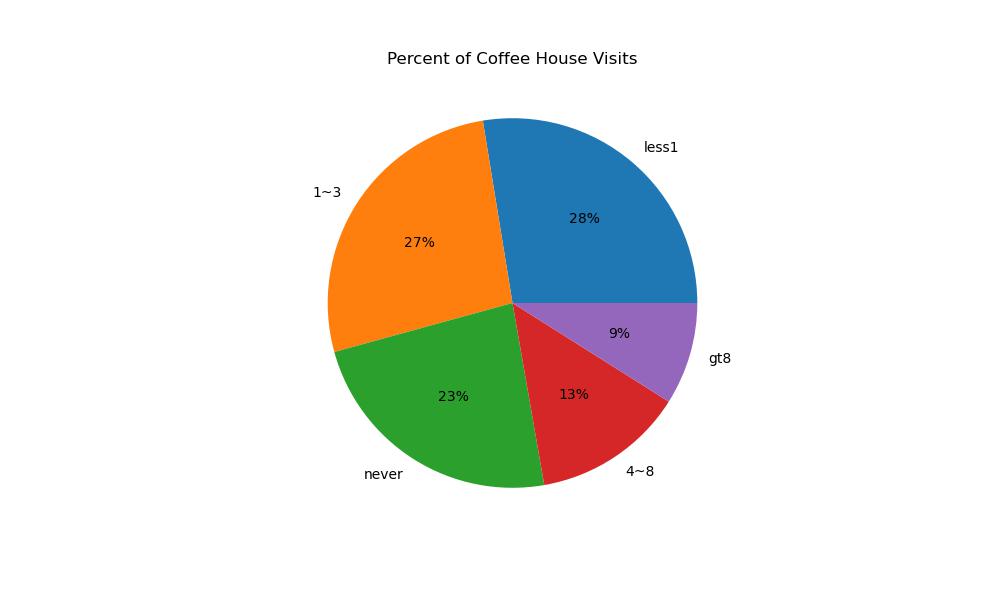 Percent of Coffee House Visits
less1
1~3
28%
27%
9%
gt8
23%
13%
never
4~8